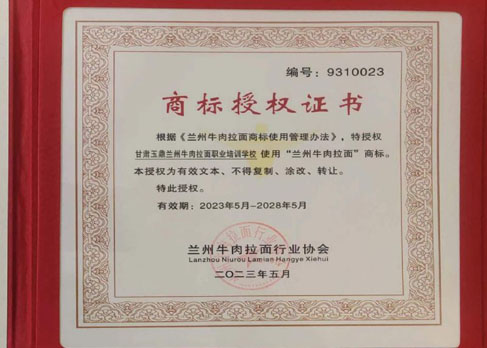 编号：9310023
商标授权证书
根据《兰州牛肉拉面商标使用管理办法》，特授权
甘肃玉鼎兰州牛肉拉面职业培训学校 使用“兰州牛肉拉面”商标。
本授权为有效文本、不得复制、涂改、转让。
特此授权。
有效期：2023年5月-2028年5月
兰州牛肉拉面行业协会
Lanzhou Niurou Lamian Hangye Xiehui
二〇二三年五月